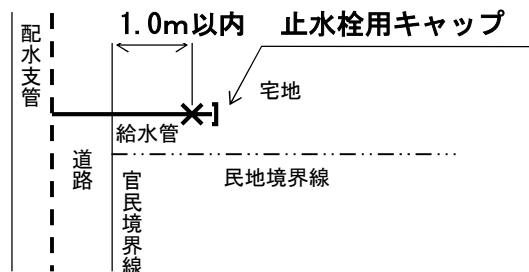 配水支管
1.0m以内
止水栓用キャップ
宅地
給水管
道路
官民境界線
民地境界線